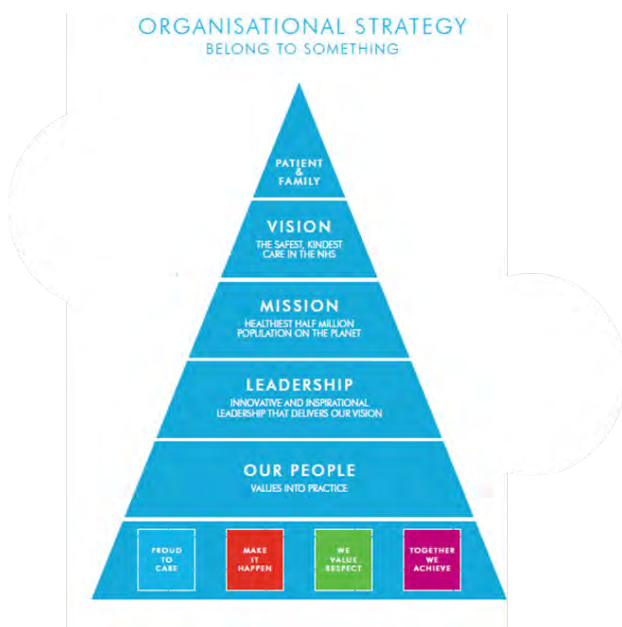 ORGANISATIONAL STRATEGY
BELONG TO SOMETHING
PATIENT
&
FAMILY
VISION
THE SAFEST, KINDEST
CARE IN THE NHS
MISSION
HEALTHIEST HALF MILLION
POPULATION ON THE PLANET
LEADERSHIP
INNOVATIVE AND INSPIRATIONAL
LEADERSHIP THAT DELIVERS OUR VISION
OUR PEOPLE
VALUES INTO PRACTICE
PROUD
TO
CARE
MAKE
IT
HAPPEN
WE
VALUE
RESPECT
TOGETHER
WE
ACHIEVE